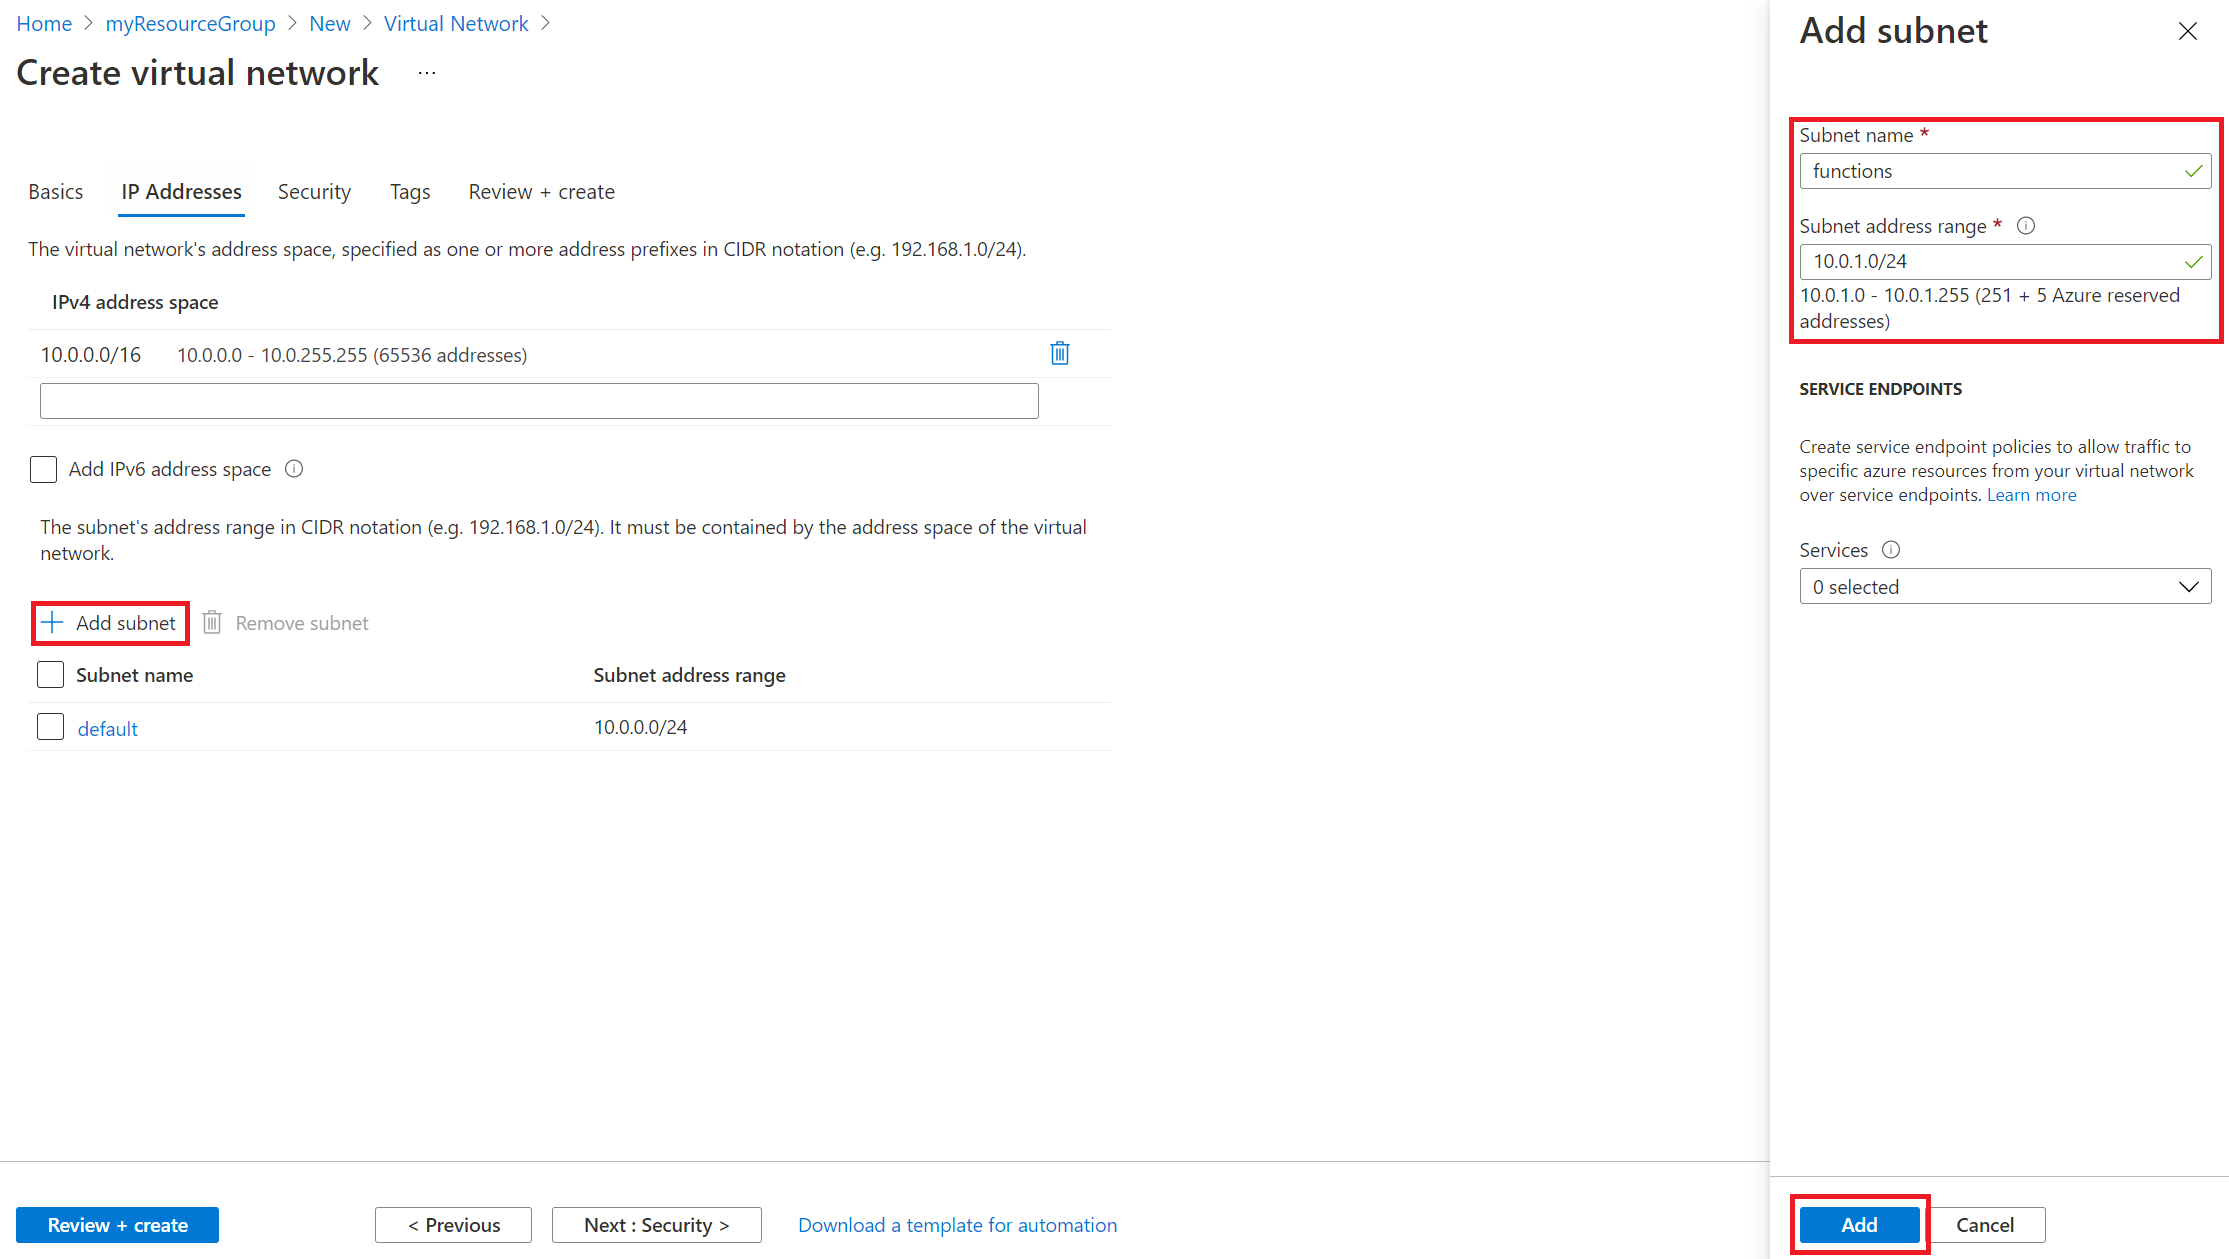 Home > myResourceGroup > New > Virtual Network >
Create virtual network ...
Basics IP Addresses Security Tags Review + create
The virtual network's address space, specified as one or more address prefixes in CIDR notation (e.g. 192.168.1.0/24).
IPv4 address space
10.0.0.0/16 10.0.0.0 - 10.0.255.255 (65536 addresses)
Add IPv6 address space
The subnet's address range in CIDR notation (e.g. 192.168.1.0/24). It must be contained by the address space of the virtual
network.
+ Add subnet Remove subnet
Subnet name Subnet address range
default 10.0.0.0/24
Review + create < Previous Next : Security > Download a template for automation
Add subnet
Subnet name *
functions
Subnet address range *
10.0.1.0/24
10.0.1.0 - 10.0.1.255 (251 + 5 Azure reserved
addresses)
SERVICE ENDPOINTS
Create service endpoint policies to allow traffic to
specific azure resources from your virtual network
over service endpoints. Learn more
Services
0 selected
Add Cancel